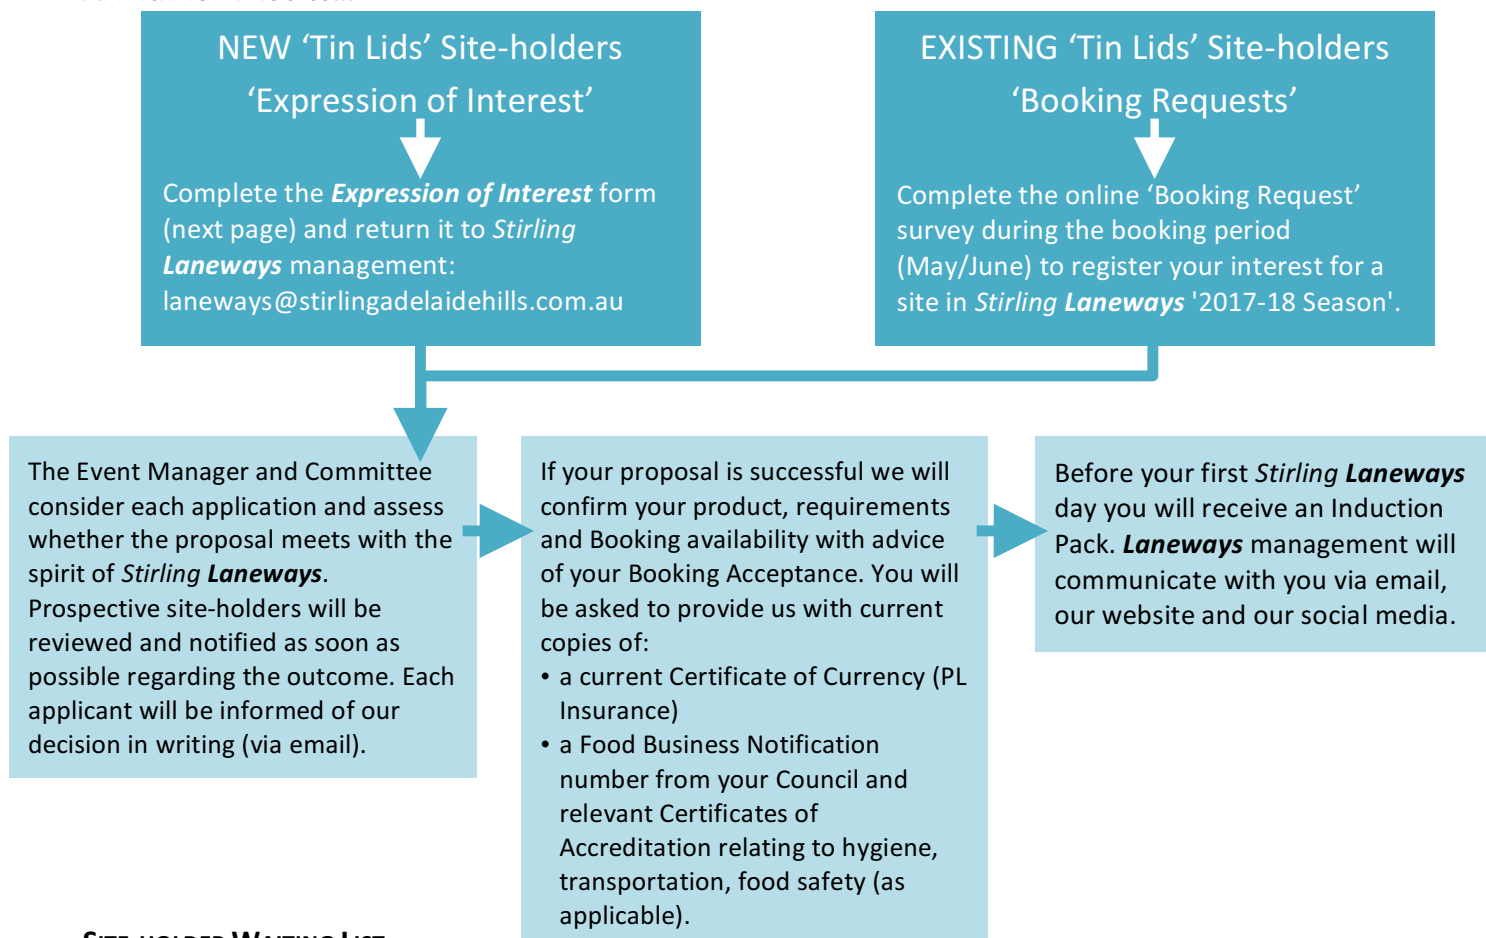 NEW ‘Tin Lids’ Site-holders
‘Expression of Interest’
Complete the Expression of Interest form
(next page) and return it to Stirling
Laneways management:
laneways@stirlingadelaidehills.com.au
EXISTING ‘Tin Lids’ Site-holders
‘Booking Requests’
Complete the online ‘Booking Request’
survey during the booking period
(May/June) to register your interest for a
site in Stirling Laneways '2017-18 Season'.
The Event Manager and Committee
consider each application and assess
whether the proposal meets with the
spirit of Stirling Laneways.
Prospective site-holders will be
reviewed and notified as soon as
possible regarding the outcome. Each
applicant will be informed of our
decision in writing (via email).
If your proposal is successful we will
confirm your product, requirements
and Booking availability with advice
of your Booking Acceptance. You will
be asked to provide us with current
copies of:
• a current Certificate of Currency (PL
Insurance)
• a Food Business Notification
number from your Council and
relevant Certificates of
Accreditation relating to hygiene,
transportation, food safety (as
applicable).
Before your first Stirling Laneways
day you will receive an Induction
Pack. Laneways management will
communicate with you via email,
our website and our social media.
SITE-HOLDER WAITING LIST